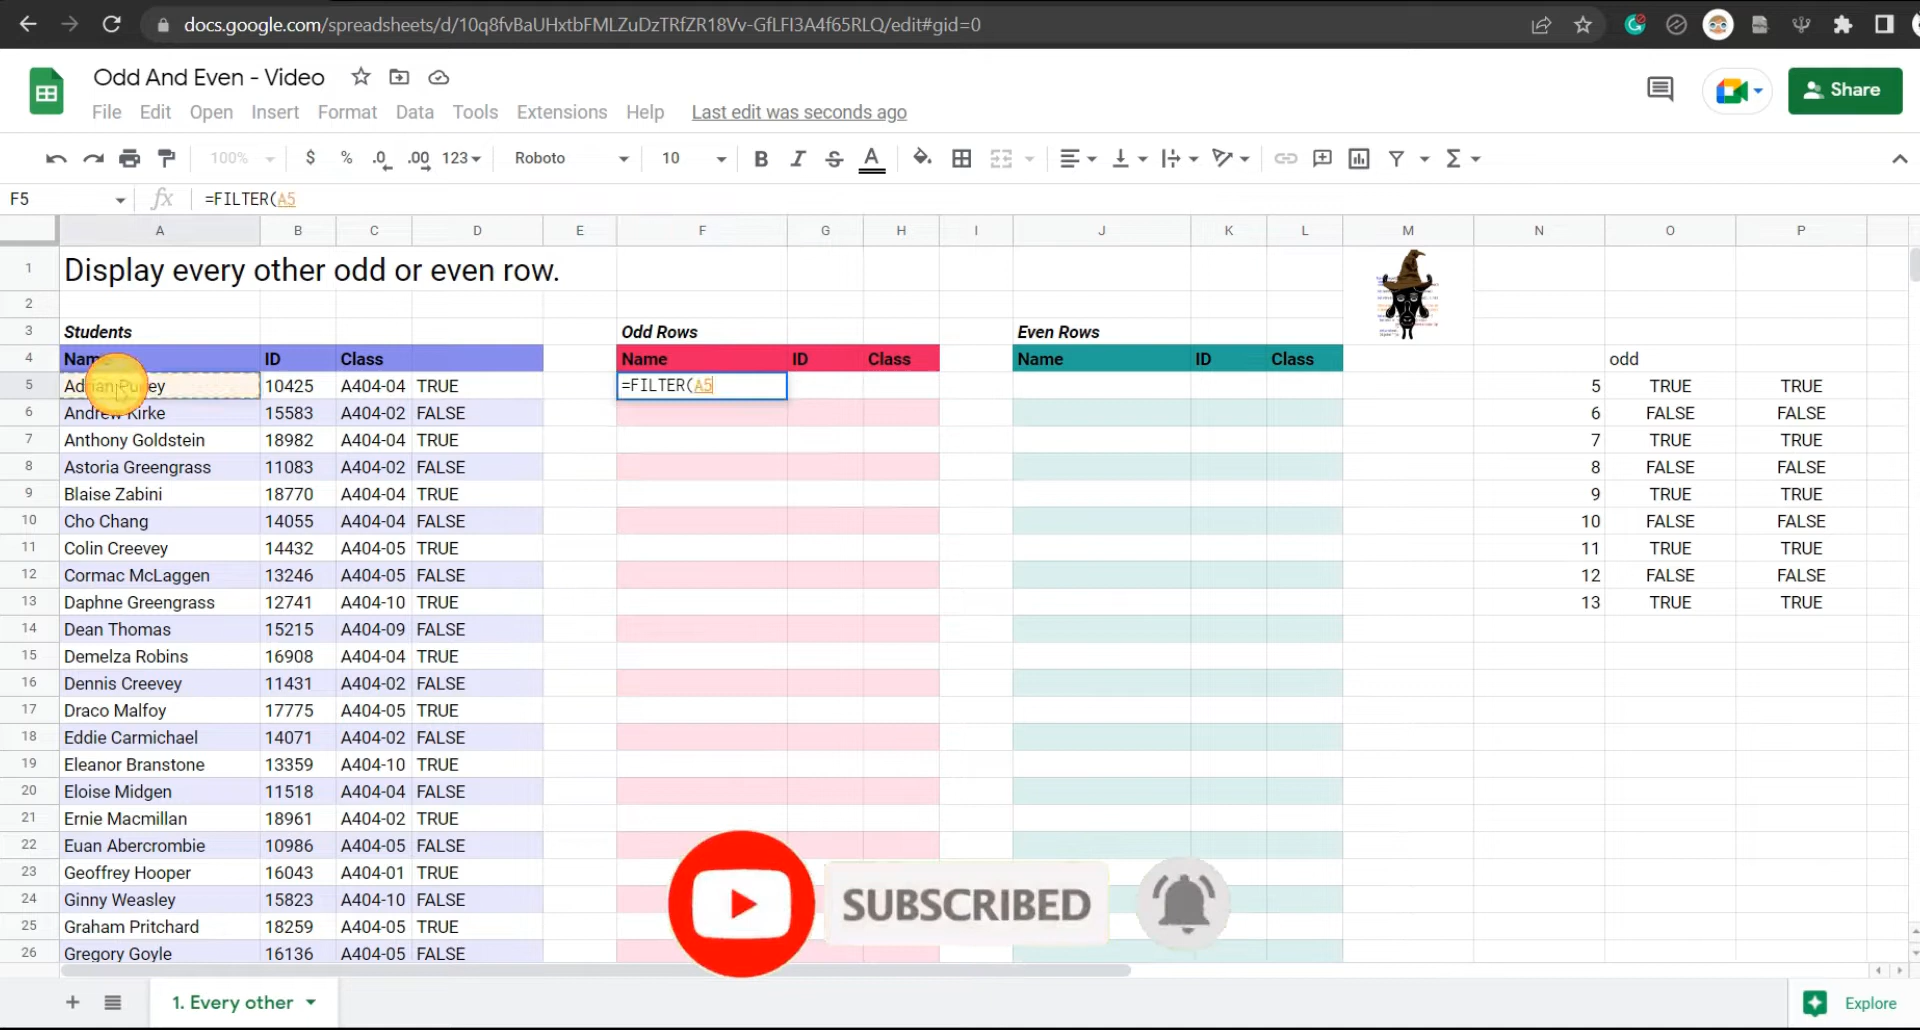 docs.google.com/spreadsheets/d/10q8fvBaUHxtbFMLZuDzTRfZR18Vv-GfLFI3A4f65RLQ/edit#gid=0
Odd And Even - Video
File Edit Open Insert Format Data Tools Extensions Help Last edit was seconds ago
Share
100% $ % .0 .00 123 Roboto 10 B I S A Σ
F5 fx =FILTER(A5
A B C D E F G H I J K L M N O P
1 Display every other odd or even row.
2
3 Students Odd Rows Even Rows
4 Name ID Class Name ID Class Name ID Class odd
5 Adrian Pucey 10425 A404-04 TRUE =FILTER(A5 5 TRUE TRUE
6 Andrew Kirke 15583 A404-02 FALSE 6 FALSE FALSE
7 Anthony Goldstein 18982 A404-04 TRUE 7 TRUE TRUE
8 Astoria Greengrass 11083 A404-02 FALSE 8 FALSE FALSE
9 Blaise Zabini 18770 A404-04 TRUE 9 TRUE TRUE
10 Cho Chang 14055 A404-04 FALSE 10 FALSE FALSE
11 Colin Creevey 14432 A404-05 TRUE 11 TRUE TRUE
12 Cormac McLaggen 13246 A404-05 FALSE 12 FALSE FALSE
13 Daphne Greengrass 12741 A404-10 TRUE 13 TRUE TRUE
14 Dean Thomas 15215 A404-09 FALSE
15 Demelza Robins 16908 A404-04 TRUE
16 Dennis Creevey 11431 A404-02 FALSE
17 Draco Malfoy 17775 A404-05 TRUE
18 Eddie Carmichael 14071 A404-02 FALSE
19 Eleanor Branstone 13359 A404-10 TRUE
20 Eloise Midgen 11518 A404-04 FALSE
21 Ernie Macmillan 18961 A404-02 TRUE
22 Euan Abercrombie 10986 A404-05 FALSE
23 Geoffrey Hooper 16043 A404-01 TRUE
24 Ginny Weasley 15823 A404-10 FALSE
25 Graham Pritchard 18259 A404-05 TRUE
26 Gregory Goyle 16136 A404-05 FALSE
SUBSCRIBED
1. Every other
Explore